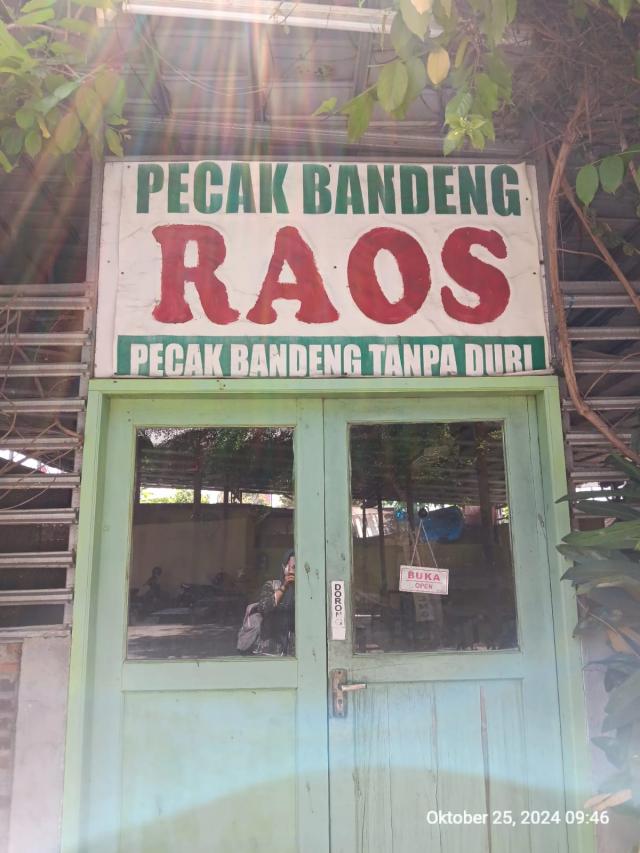 PECAK BANDENG
RAOS
PECAK BANDENG TANPA DURI
BUKA
OPEN
DORONG
Oktober 25, 2024 09:46